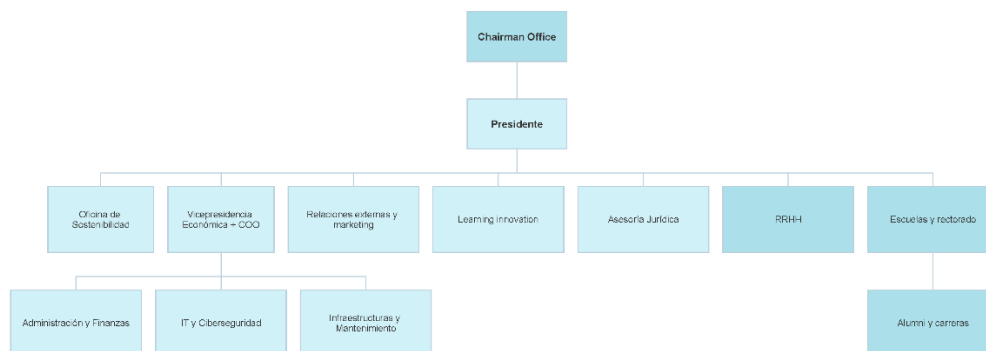 Chairman Office
Presidente
Oficina de
Sostenibilidad
Vicepresidencia
Económica + COO
Relaciones externas y
marketing
Learning innovation
Asesoría Jurídica
RRHH
Escuelas y rectorado
Administración y Finanzas
IT y Ciberseguridad
Infraestructuras y
Mantenimiento
Alumni y carreras